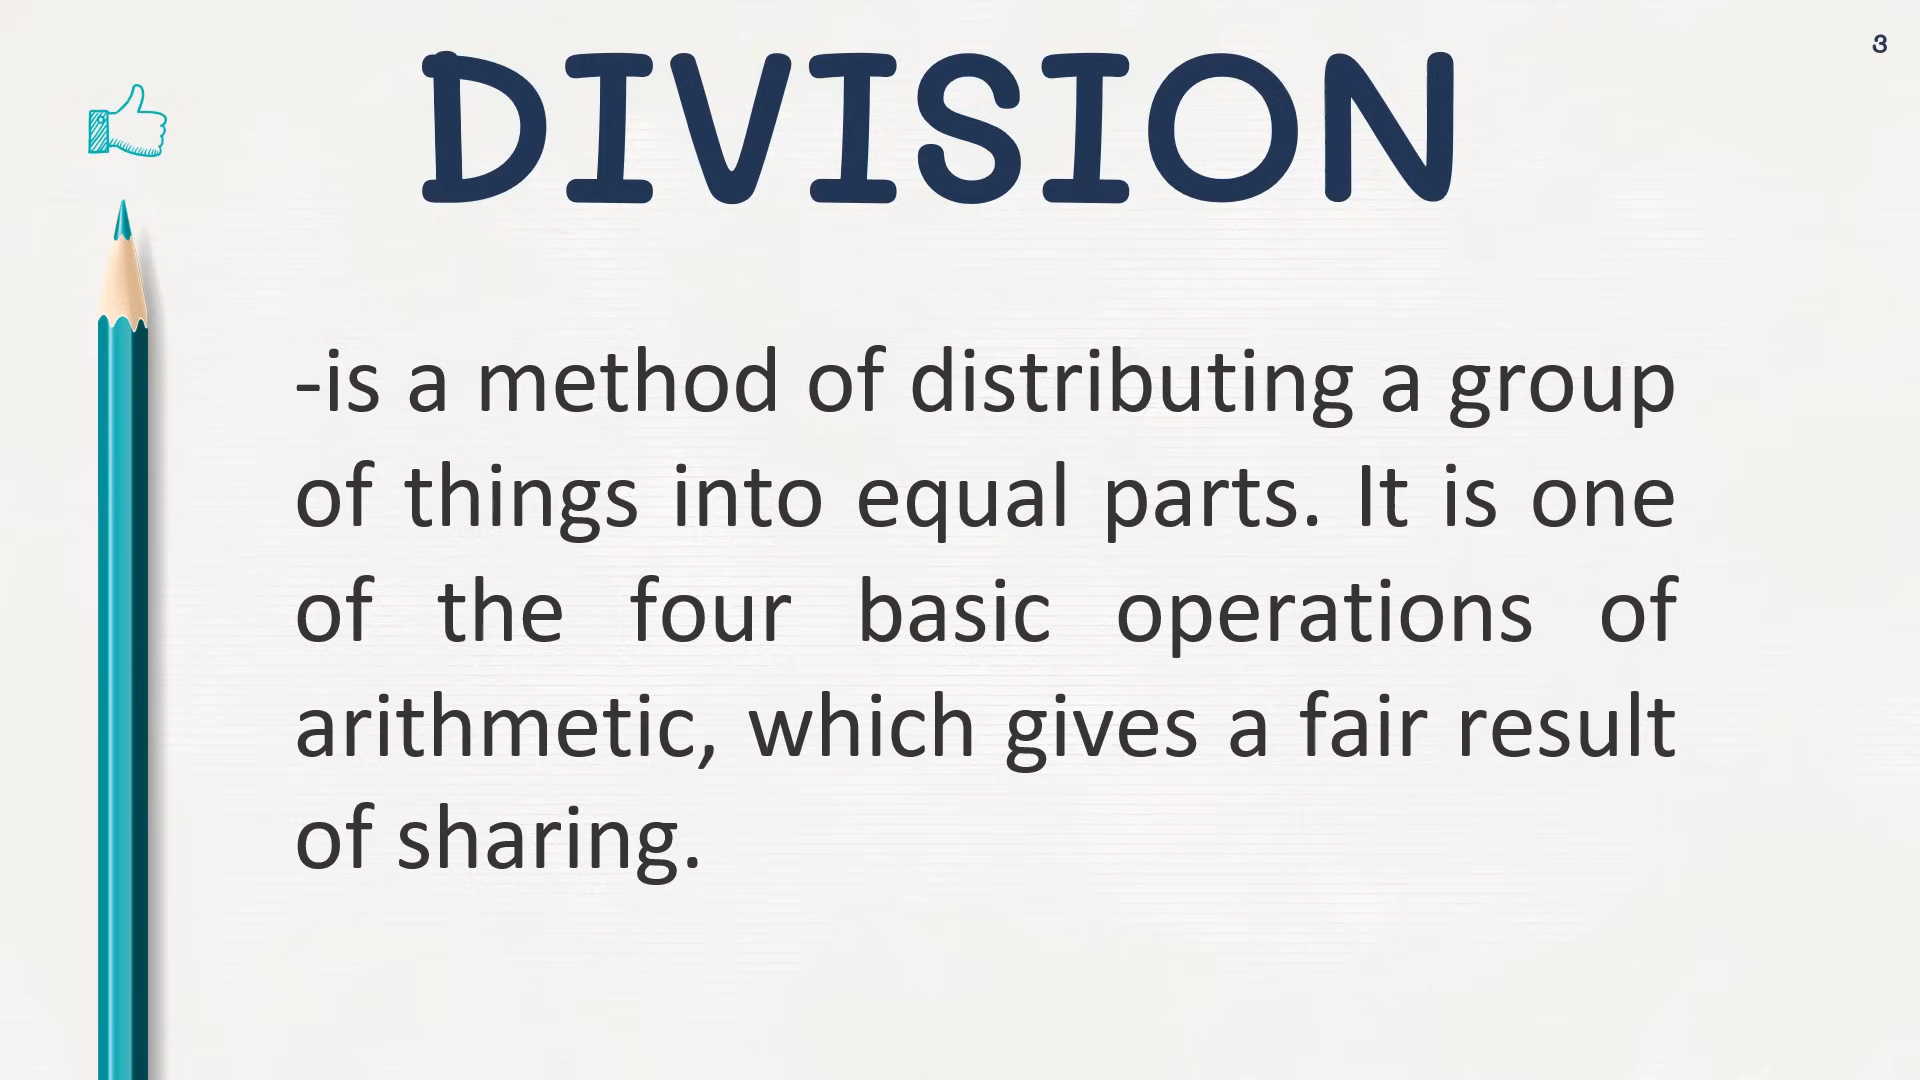 3
DIVISION
-is a method of distributing a group
of things into equal parts. It is one
of the four basic operations of
arithmetic, which gives a fair result
of sharing.